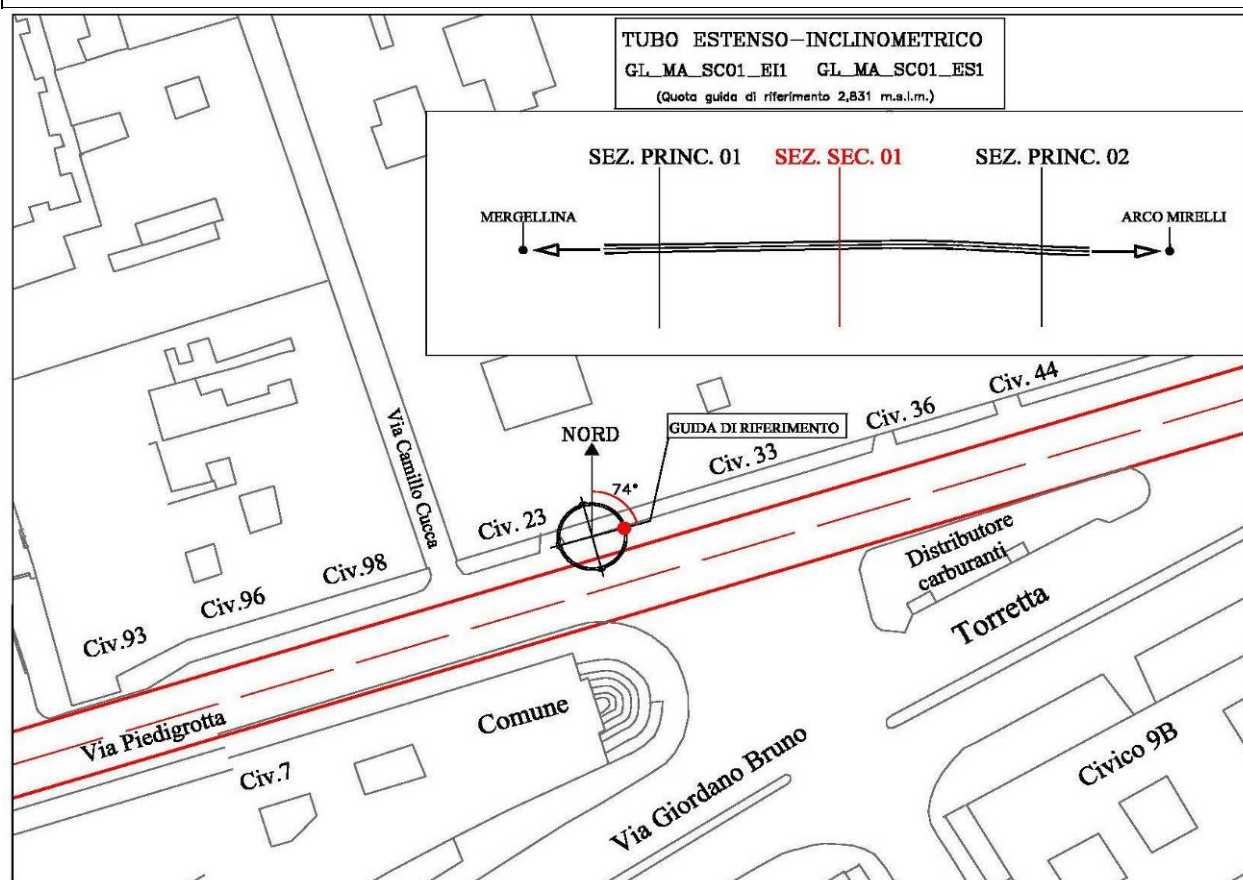 TUBO ESTENSO-INCLINOMETRICO
GL_MA_SC01_EI1 GL_MA_SC01_ES1
(Quota guida di riferimento 2,831 m.s.l.m.)
SEZ. PRINC. 01
SEZ. SEC. 01
SEZ. PRINC. 02
MERGELLINA
ARCO MIRELLI
Civ. 44
Civ. 36
GUIDA DI RIFERIMENTO
NORD
Civ. 33
74°
Via Camillo Cucca
Civ. 23
Distributore
carburanti
Civ.98
Civ.96
Civ.93
Torretta
Comune
Via Piedigrotta
Civ.7
Via Giordano Bruno
Civico 9B